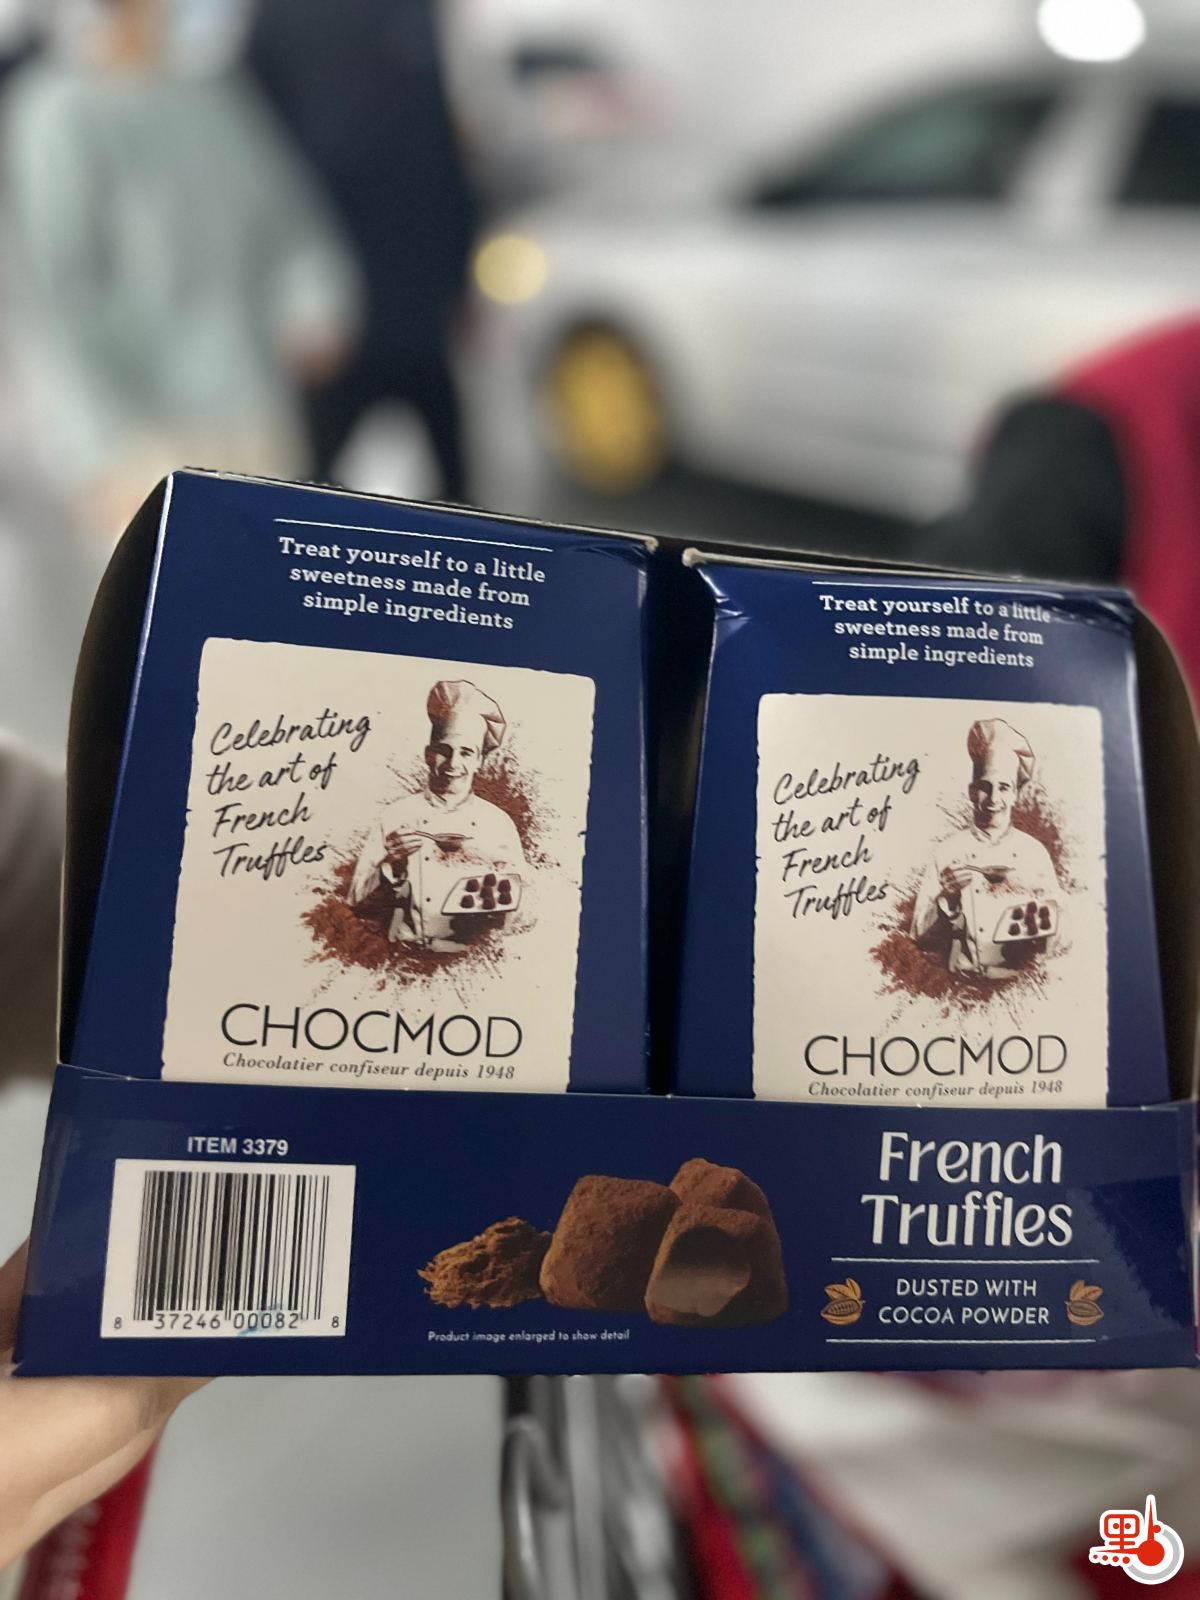 Treat yourself to a little
sweetness made from
simple ingredients
Celebrating
the art of
French
Truffles
CHOCMOD
Chocolatier confiseur depuis 1948
Treat yourself to a little
sweetness made from
simple ingredients
Celebrating
the art of
French
Truffles
CHOCMOD
Chocolatier confiseur depuis 1948
ITEM 3379
8 37246 00082 8
Product image enlarged to show detail
French
Truffles
DUSTED WITH
COCOA POWDER
里